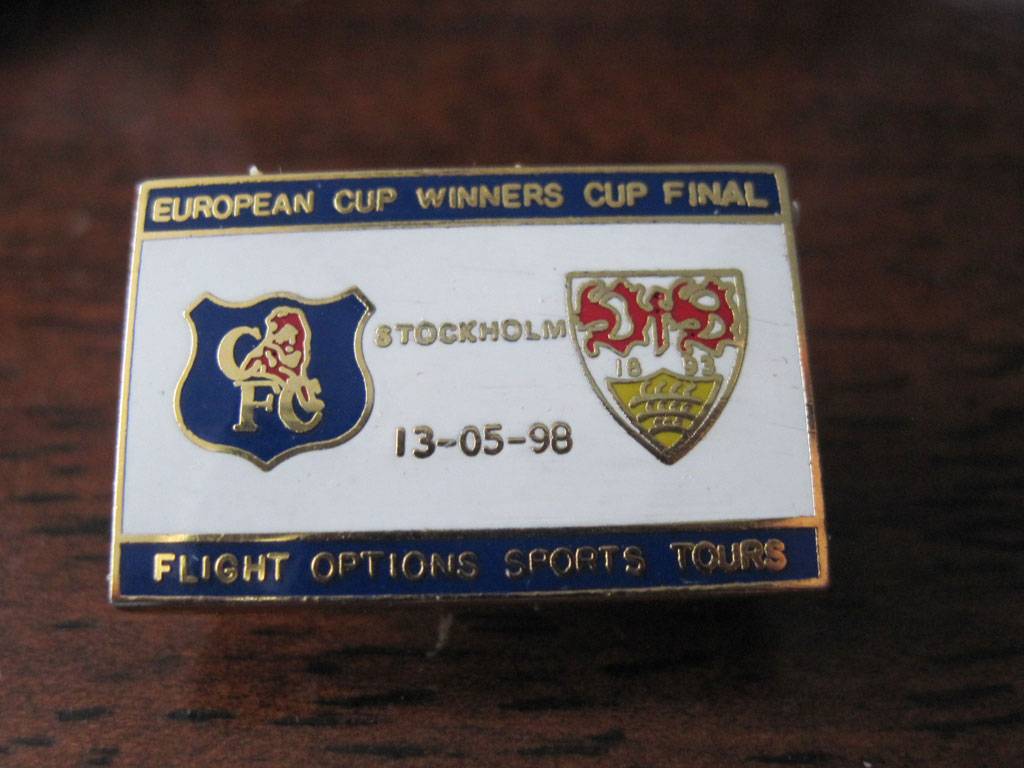 EUROPEAN CUP WINNERS CUP FINAL
CFC
STOCKHOLM
VfB
18 93
13-05-98
FLIGHT OPTIONS SPORTS TOURS